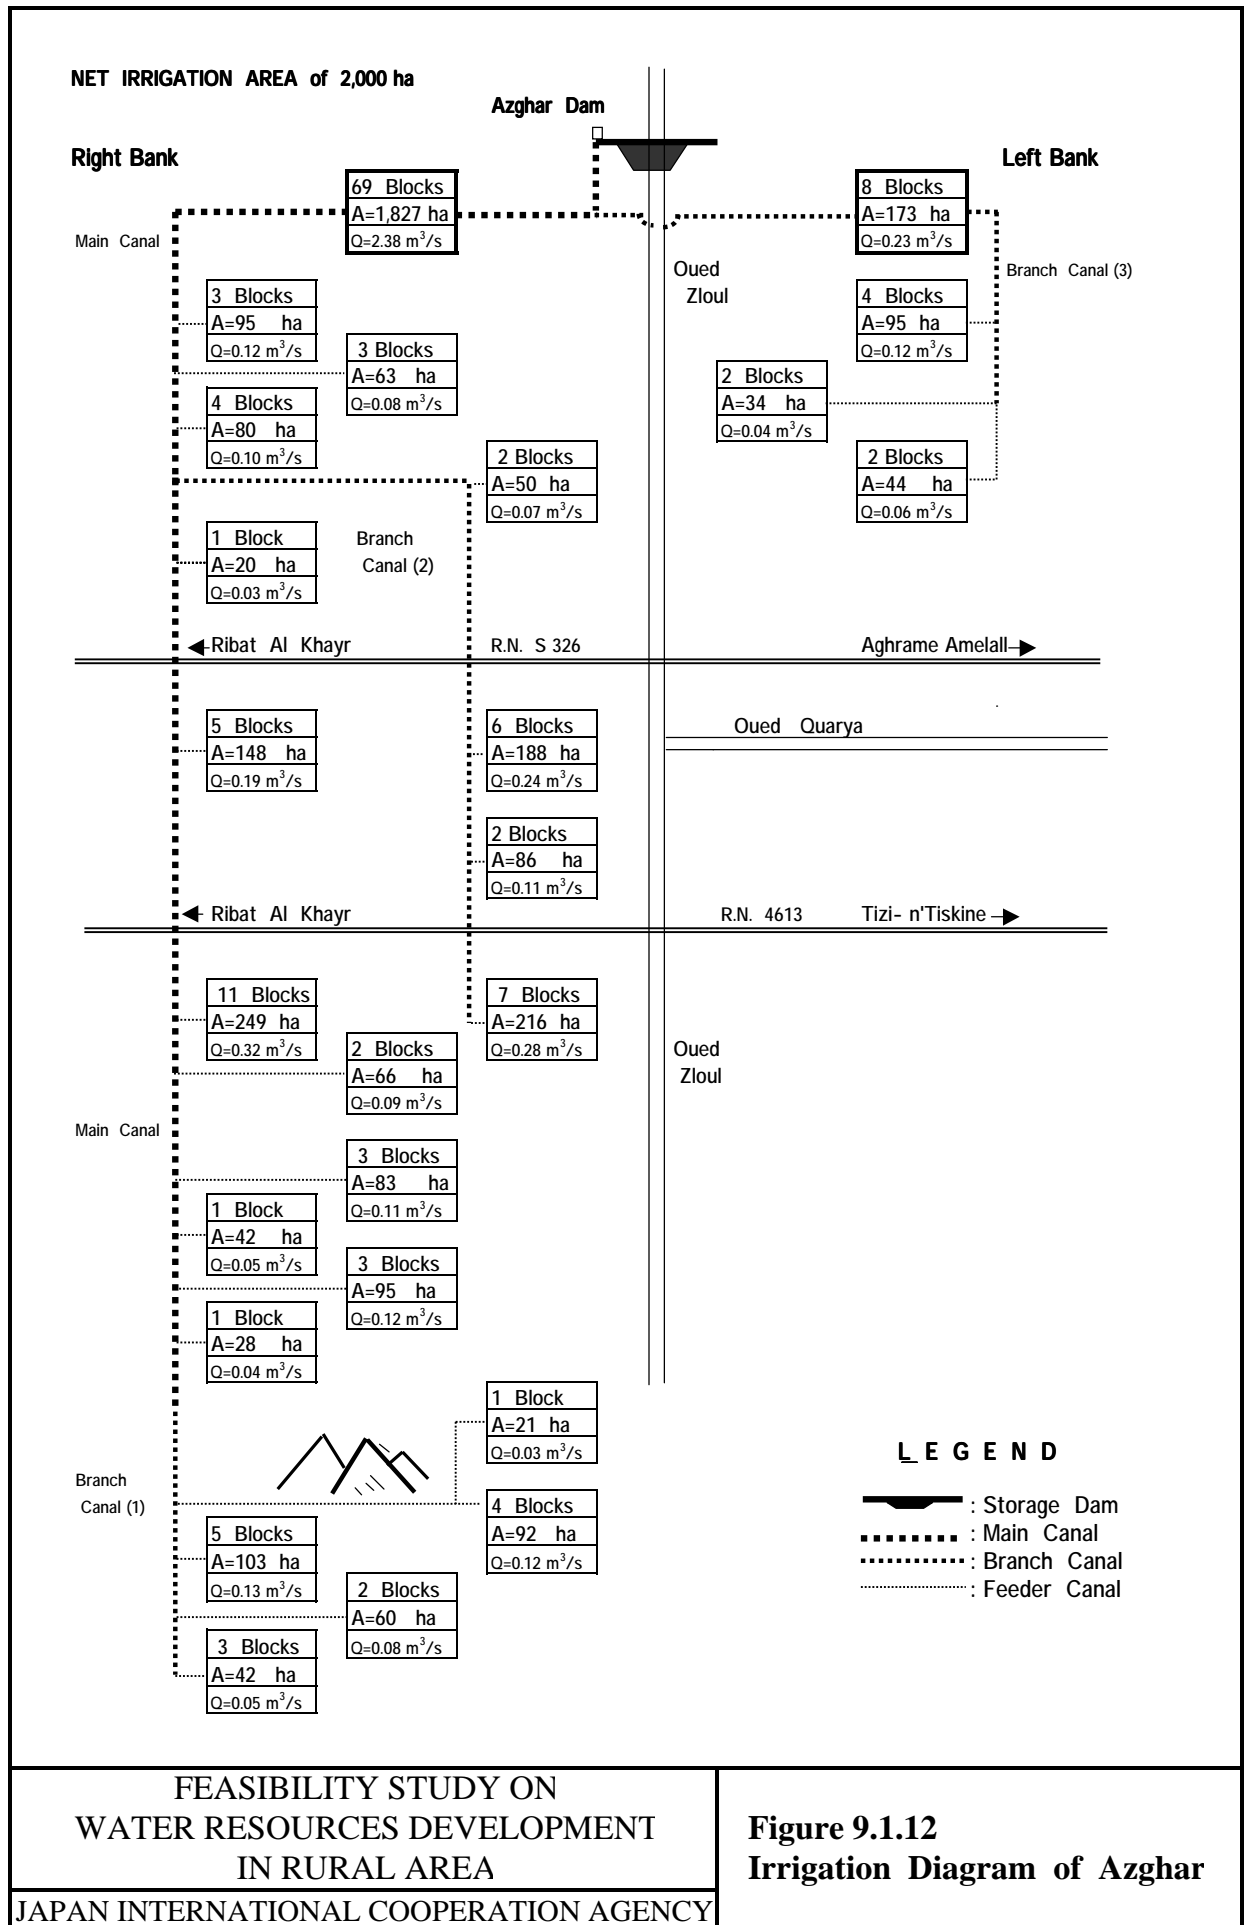 NET IRRIGATION AREA of 2,000 ha
Azghar Dam
Right Bank
Left Bank
69 Blocks
A=1,827 ha
Q=2.38 m³/s
8 Blocks
A=173 ha
Q=0.23 m³/s
Main Canal
Oued
Zloul
Branch Canal (3)
3 Blocks
A=95 ha
Q=0.12 m³/s
4 Blocks
A=95 ha
Q=0.12 m³/s
3 Blocks
A=63 ha
Q=0.08 m³/s
2 Blocks
A=34 ha
Q=0.04 m³/s
4 Blocks
A=80 ha
Q=0.10 m³/s
2 Blocks
A=50 ha
Q=0.07 m³/s
2 Blocks
A=44 ha
Q=0.06 m³/s
1 Block
A=20 ha
Q=0.03 m³/s
Branch
Canal (2)
Ribat Al Khayr
R.N. S 326
Aghrame Amelall
5 Blocks
A=148 ha
Q=0.19 m³/s
6 Blocks
A=188 ha
Q=0.24 m³/s
Oued Quarya
2 Blocks
A=86 ha
Q=0.11 m³/s
Ribat Al Khayr
R.N. 4613
Tizi- n'Tiskine
11 Blocks
A=249 ha
Q=0.32 m³/s
7 Blocks
A=216 ha
Q=0.28 m³/s
2 Blocks
A=66 ha
Q=0.09 m³/s
Oued
Zloul
Main Canal
3 Blocks
A=83 ha
Q=0.11 m³/s
1 Block
A=42 ha
Q=0.05 m³/s
3 Blocks
A=95 ha
Q=0.12 m³/s
1 Block
A=28 ha
Q=0.04 m³/s
1 Block
A=21 ha
Q=0.03 m³/s
Branch
Canal (1)
4 Blocks
A=92 ha
Q=0.12 m³/s
5 Blocks
A=103 ha
Q=0.13 m³/s
2 Blocks
A=60 ha
Q=0.08 m³/s
3 Blocks
A=42 ha
Q=0.05 m³/s
LEGEND
: Storage Dam
: Main Canal
: Branch Canal
: Feeder Canal
FEASIBILITY STUDY ON
WATER RESOURCES DEVELOPMENT
IN RURAL AREA
JAPAN INTERNATIONAL COOPERATION AGENCY
Figure 9.1.12
Irrigation Diagram of Azghar